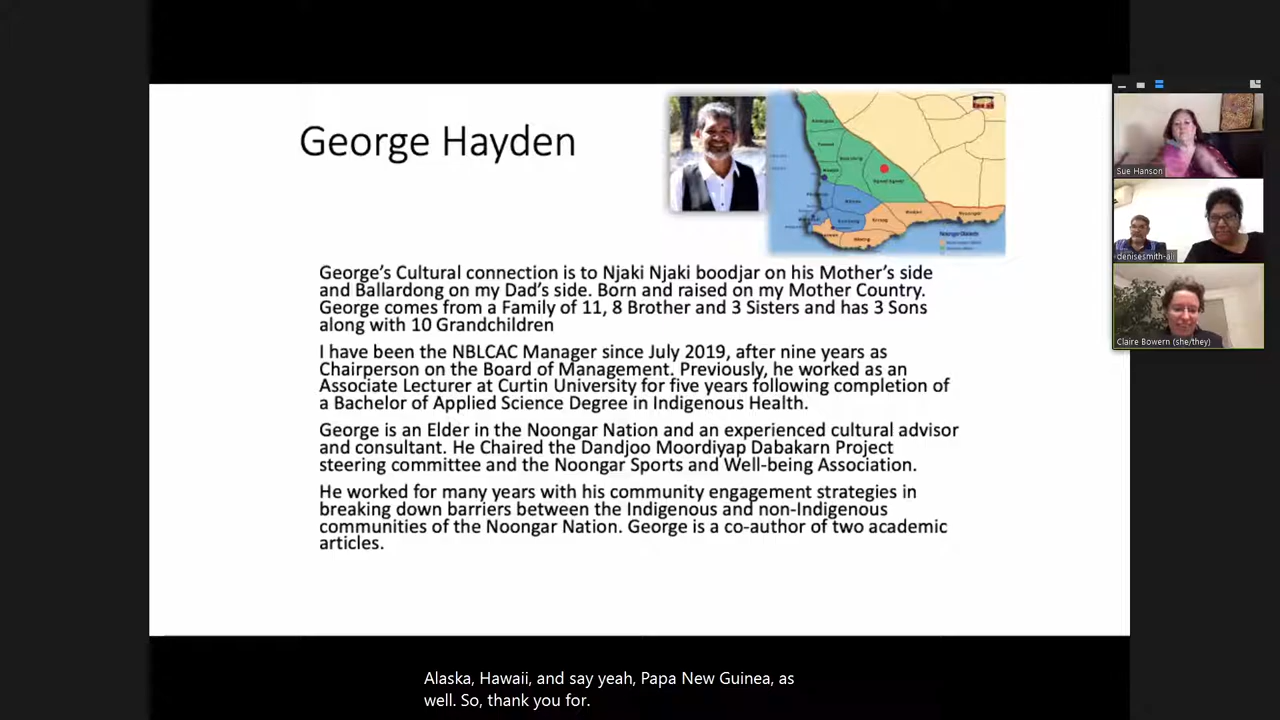 George Hayden
George's Cultural connection is to Njaki Njaki boodjar on his Mother's side
and Ballardong on my Dad's side. Born and raised on my Mother Country.
George comes from a Family of 11, 8 Brother and 3 Sisters and has 3 Sons
along with 10 Grandchildren
I have been the NBLCAC Manager since July 2019, after nine years as
Chairperson on the Board of Management. Previously, he worked as an
Associate Lecturer at Curtin University for five years following completion of
a Bachelor of Applied Science Degree in Indigenous Health.
George is an Elder in the Noongar Nation and an experienced cultural advisor
and consultant. He Chaired the Dandjoo Moordiyap Dabakarn Project
steering committee and the Noongar Sports and Well-being Association.
He worked for many years with his community engagement strategies in
breaking down barriers between the Indigenous and non-Indigenous
communities of the Noongar Nation. George is a co-author of two academic
articles.
Sue Hanson
denisesmith-ali
Claire Bowern (she/they)
Alaska, Hawaii, and say yeah, Papa New Guinea, as
well. So, thank you for.